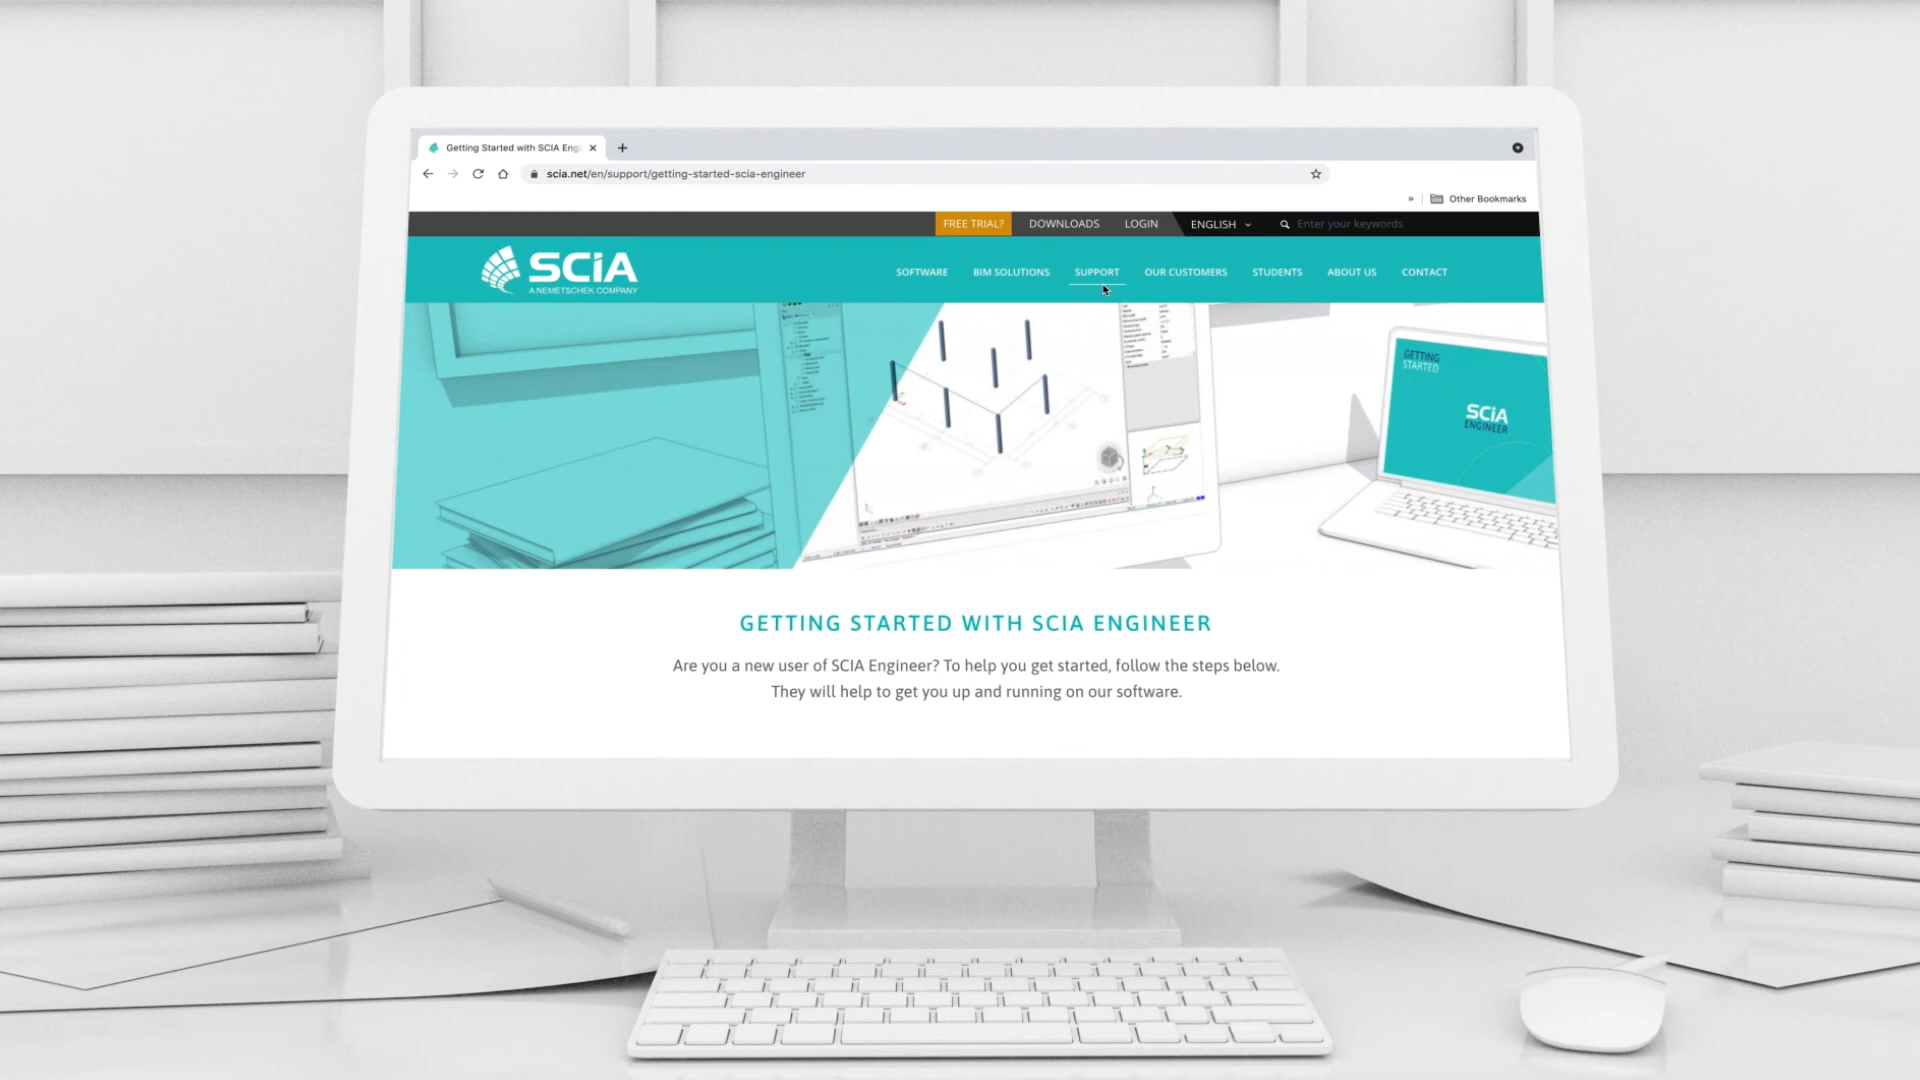 Getting Started with SCIA Engi
scia.net/en/support/getting-started-scia-engineer
» Other Bookmarks
FREE TRIAL? DOWNLOADS LOGIN ENGLISH Enter your keywords
SCiA
A NEMETSCHEK COMPANY
SOFTWARE BIM SOLUTIONS SUPPORT OUR CUSTOMERS STUDENTS ABOUT US CONTACT
GETTING
STARTED
SCiA
ENGINEER
GETTING STARTED WITH SCIA ENGINEER
Are you a new user of SCIA Engineer? To help you get started, follow the steps below.
They will help to get you up and running on our software.